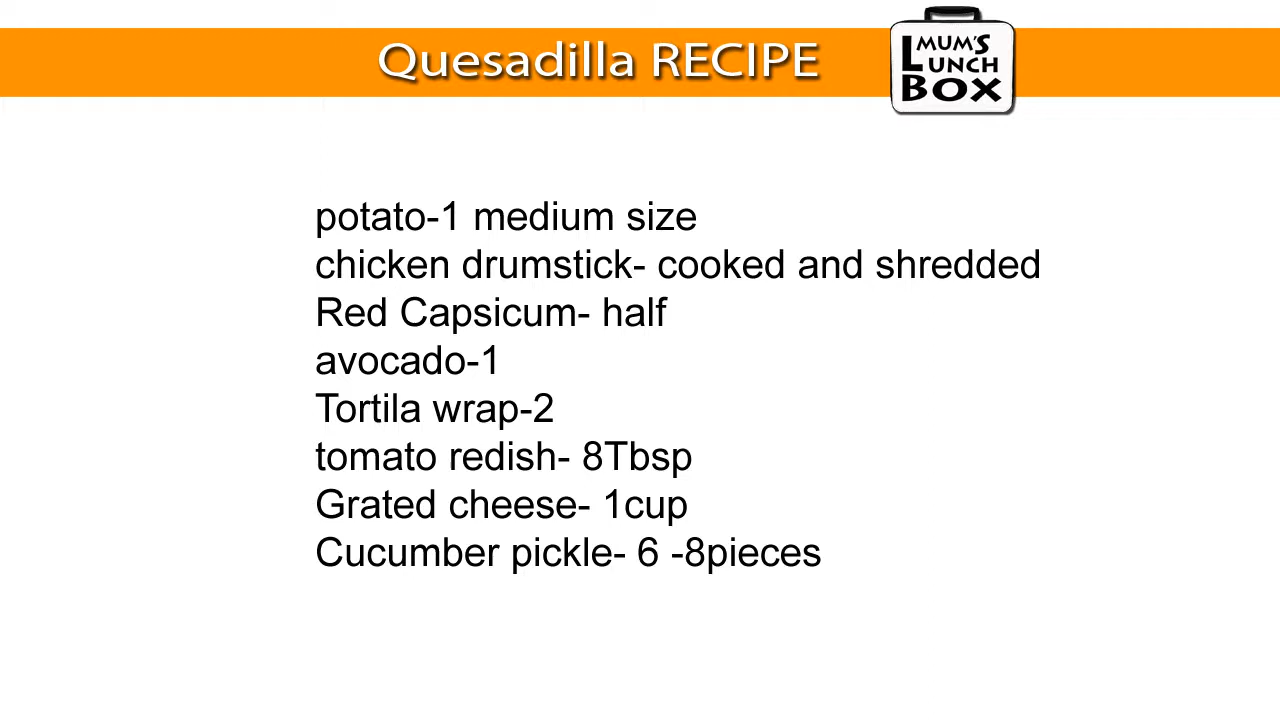 Quesadilla RECIPE
MUM'S
LUNCH
BOX
potato-1 medium size
chicken drumstick- cooked and shredded
Red Capsicum- half
avocado-1
Tortila wrap-2
tomato redish- 8Tbsp
Grated cheese- 1cup
Cucumber pickle- 6 -8pieces